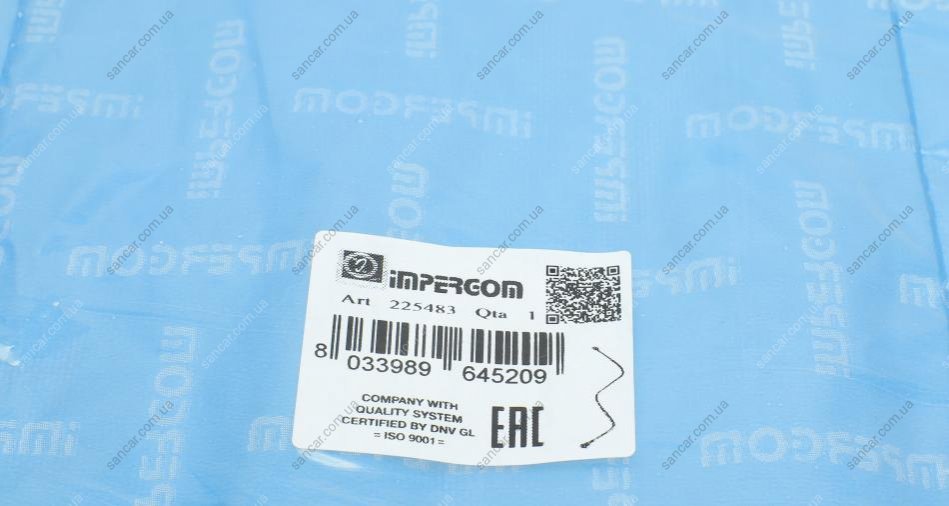 IMPERGOM
Art 225483 Qta 1
8 033989 645209
COMPANY WITH
QUALITY SYSTEM
CERTIFIED BY DNV GL
= ISO 9001 =
EAC
IMPERGOM
sancar.com.ua